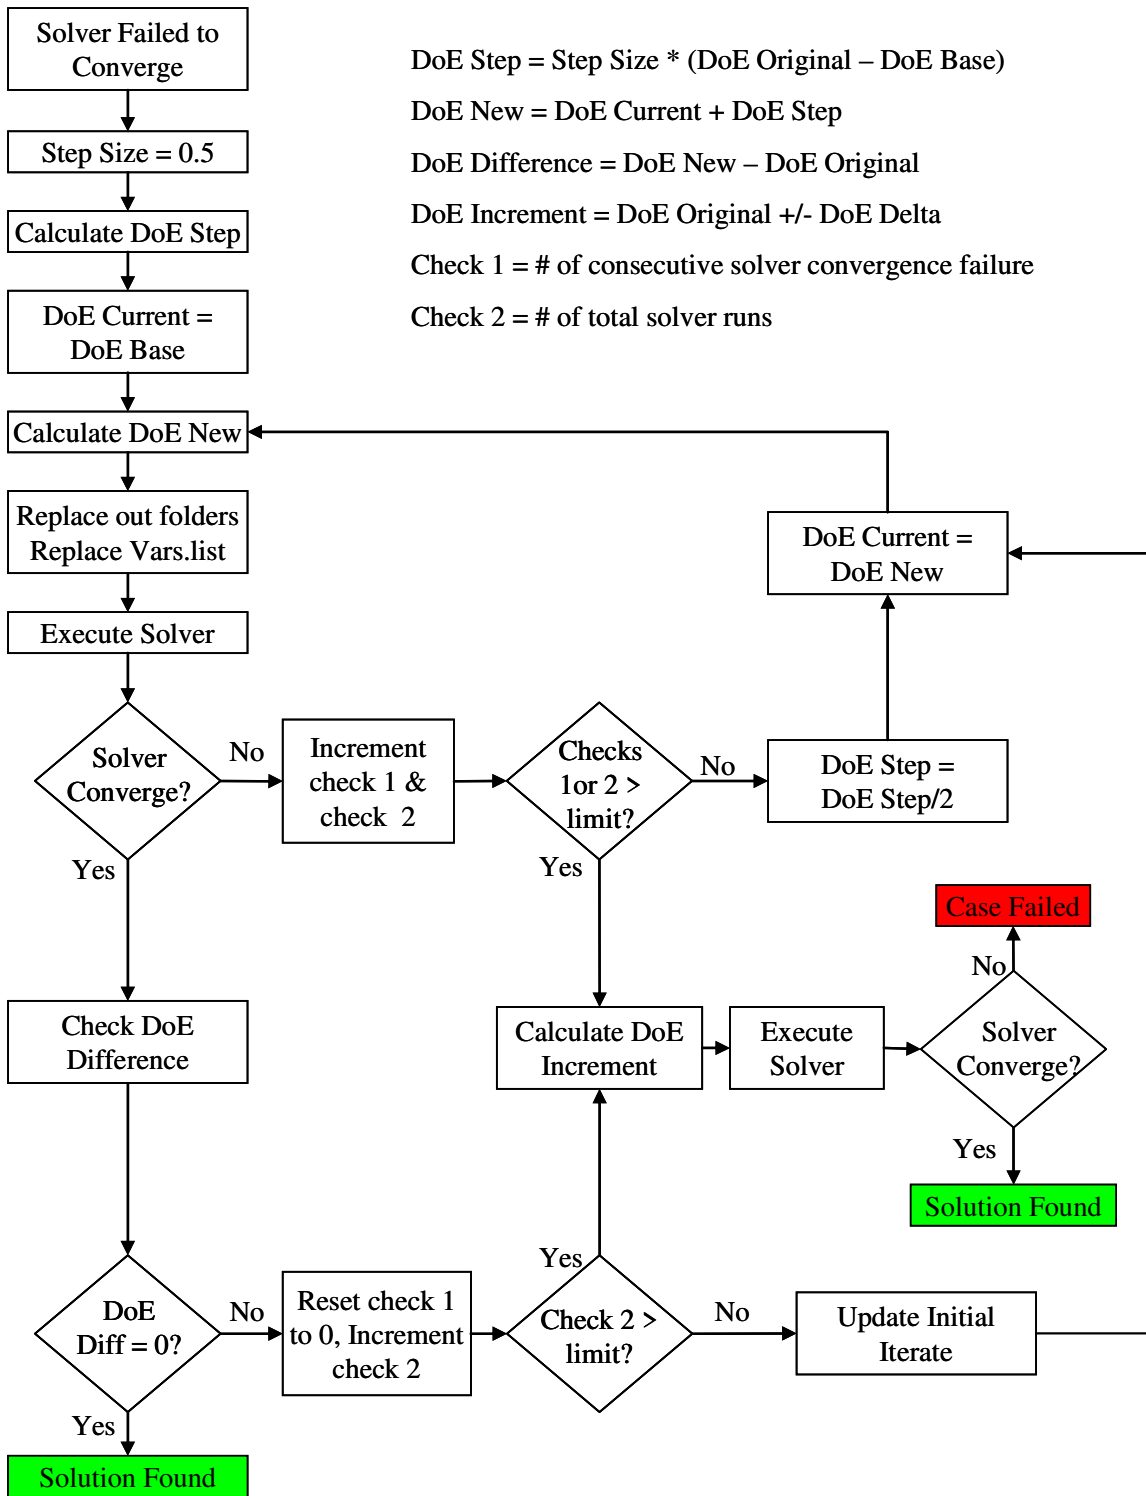 Solver Failed to
Converge
DoE Step = Step Size * (DoE Original – DoE Base)
DoE New = DoE Current + DoE Step
Step Size = 0.5
DoE Difference = DoE New – DoE Original
DoE Increment = DoE Original +/- DoE Delta
Calculate DoE Step
Check 1 = # of consecutive solver convergence failure
Check 2 = # of total solver runs
DoE Current =
DoE Base
Calculate DoE New
Replace out folders
Replace Vars.list
DoE Current =
DoE New
Execute Solver
Solver
Converge?
No
Increment
check 1 &
check 2
Checks
1or 2 >
limit?
No
DoE Step =
DoE Step/2
Yes
Yes
Case Failed
No
Check DoE
Difference
Calculate DoE
Increment
Execute
Solver
Solver
Converge?
Yes
Solution Found
Yes
DoE
Diff = 0?
No
Reset check 1
to 0, Increment
check 2
Check 2 >
limit?
No
Update Initial
Iterate
Yes
Solution Found